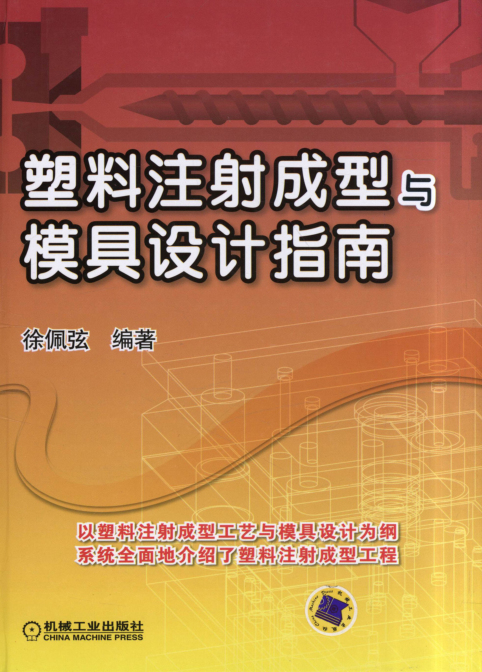 塑料注射成型与
模具设计指南
徐佩弦 编著
以塑料注射成型工艺与模具设计为纲
系统全面地介绍了塑料注射成型工程
机械工业出版社
CHINA MACHINE PRESS